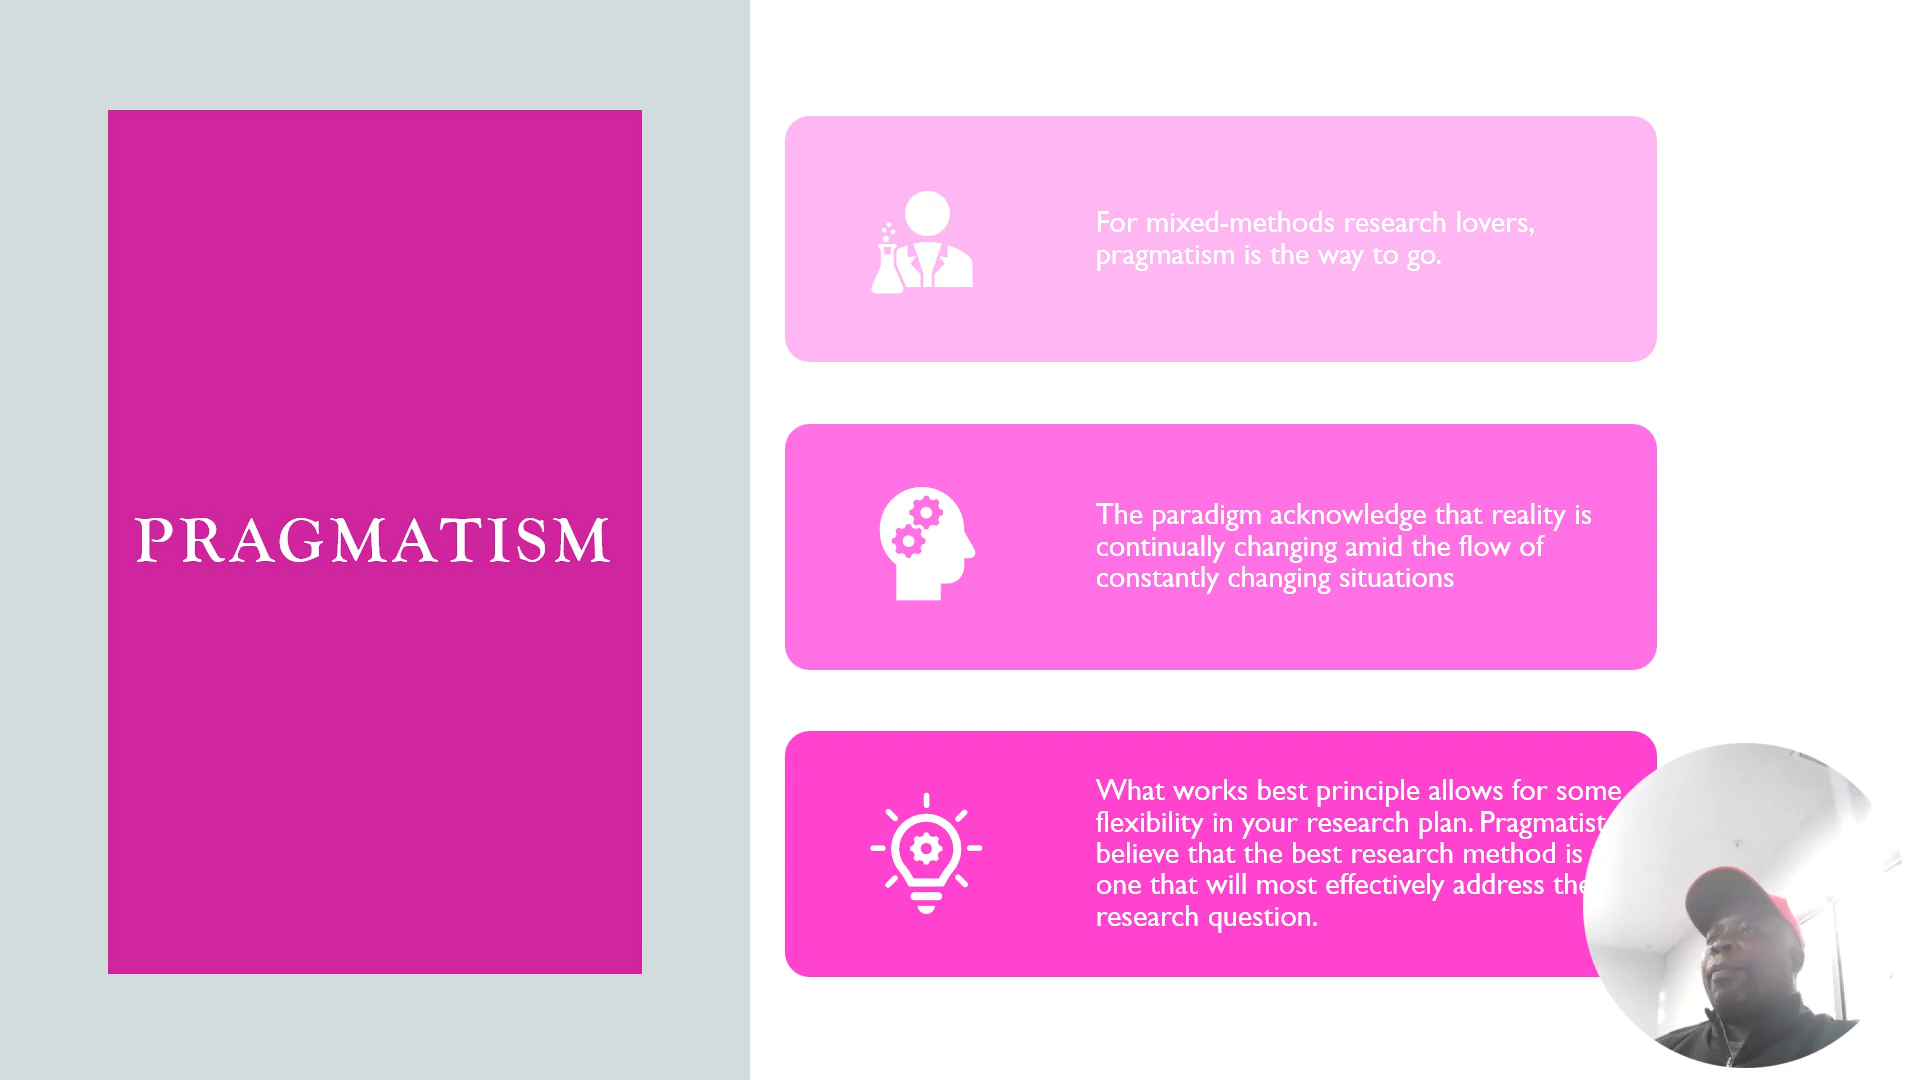 PRAGMATISM
For mixed-methods research lovers,
pragmatism is the way to go.
The paradigm acknowledge that reality is
continually changing amid the flow of
constantly changing situations
What works best principle allows for some
flexibility in your research plan. Pragmatist
believe that the best research method is
one that will most effectively address the
research question.